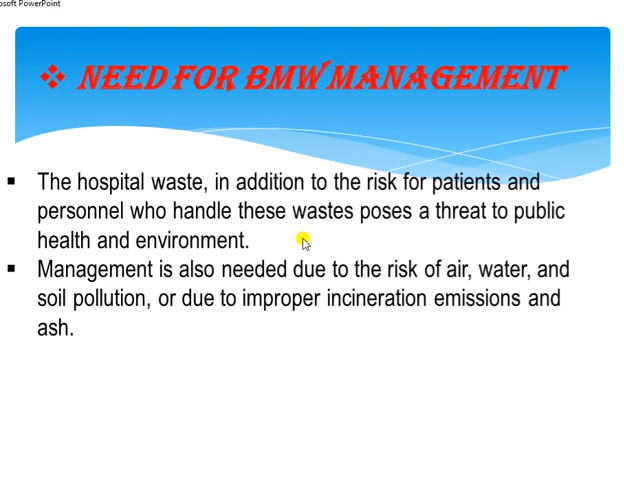 osoft PowerPoint
❖ NEED FOR BMW MANAGEMENT
▪ The hospital waste, in addition to the risk for patients and
personnel who handle these wastes poses a threat to public
health and environment.
▪ Management is also needed due to the risk of air, water, and
soil pollution, or due to improper incineration emissions and
ash.